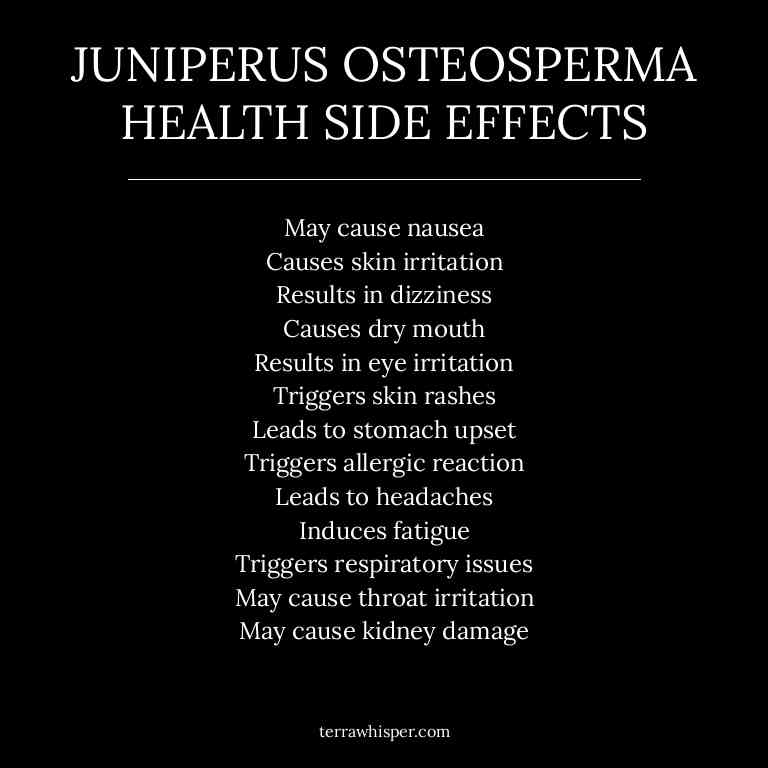 JUNIPERUS OSTEOSPERMA
HEALTH SIDE EFFECTS
May cause nausea
Causes skin irritation
Results in dizziness
Causes dry mouth
Results in eye irritation
Triggers skin rashes
Leads to stomach upset
Triggers allergic reaction
Leads to headaches
Induces fatigue
Triggers respiratory issues
May cause throat irritation
May cause kidney damage
terrawhisper.com